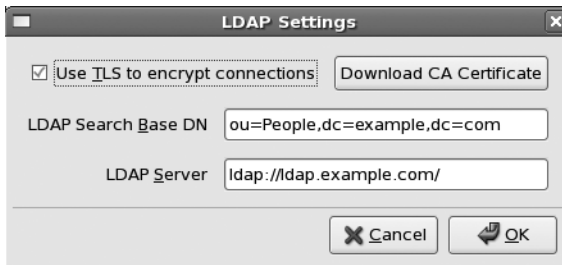 LDAP Settings
Use TLS to encrypt connections
Download CA Certificate
LDAP Search Base DN
ou=People,dc=example,dc=com
LDAP Server
ldap://ldap.example.com/
Cancel
OK